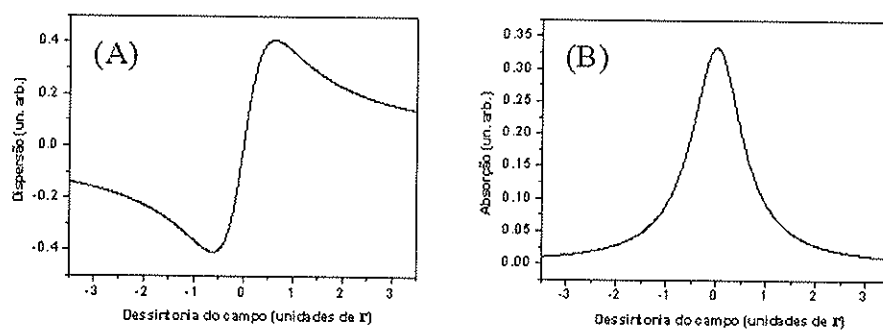 (A)
Dispersão (un. arb.)
0.4
0.2
0.0
-0.2
-0.4
-3 -2 -1 0 1 2 3
Dessintonia do campo (unidades de Γ)
(B)
Absorção (un. arb.)
0.35
0.30
0.25
0.20
0.15
0.10
0.05
0.00
-3 -2 -1 0 1 2 3
Dessintonia do campo (unidades de Γ)